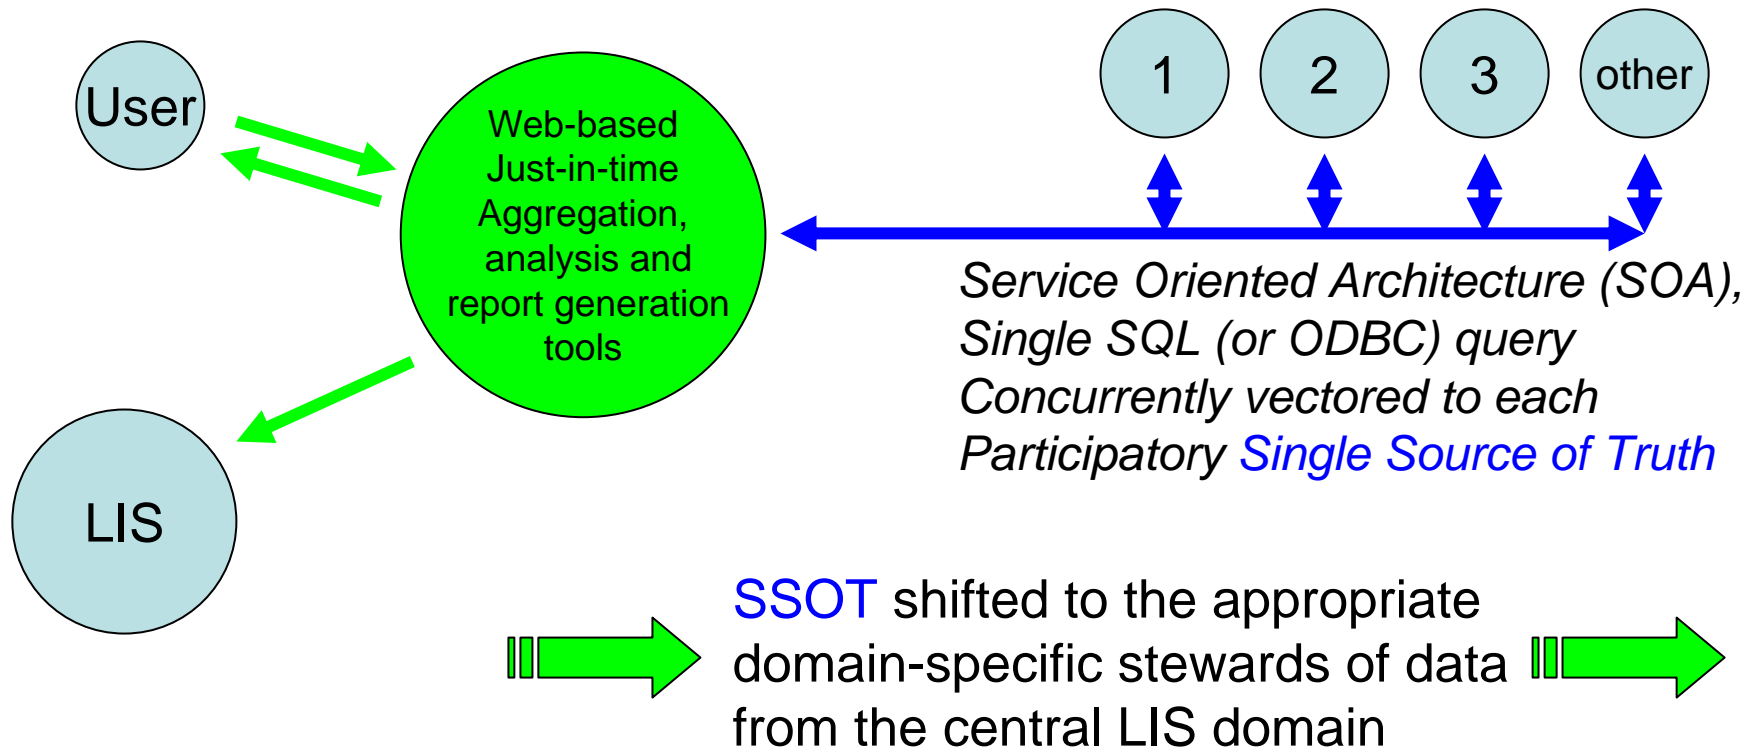 User
Web-based
Just-in-time
Aggregation,
analysis and
report generation
tools
1
2
3
other
Service Oriented Architecture (SOA),
Single SQL (or ODBC) query
Concurrently vectored to each
Participatory Single Source of Truth
LIS
SSOT shifted to the appropriate
domain-specific stewards of data
from the central LIS domain